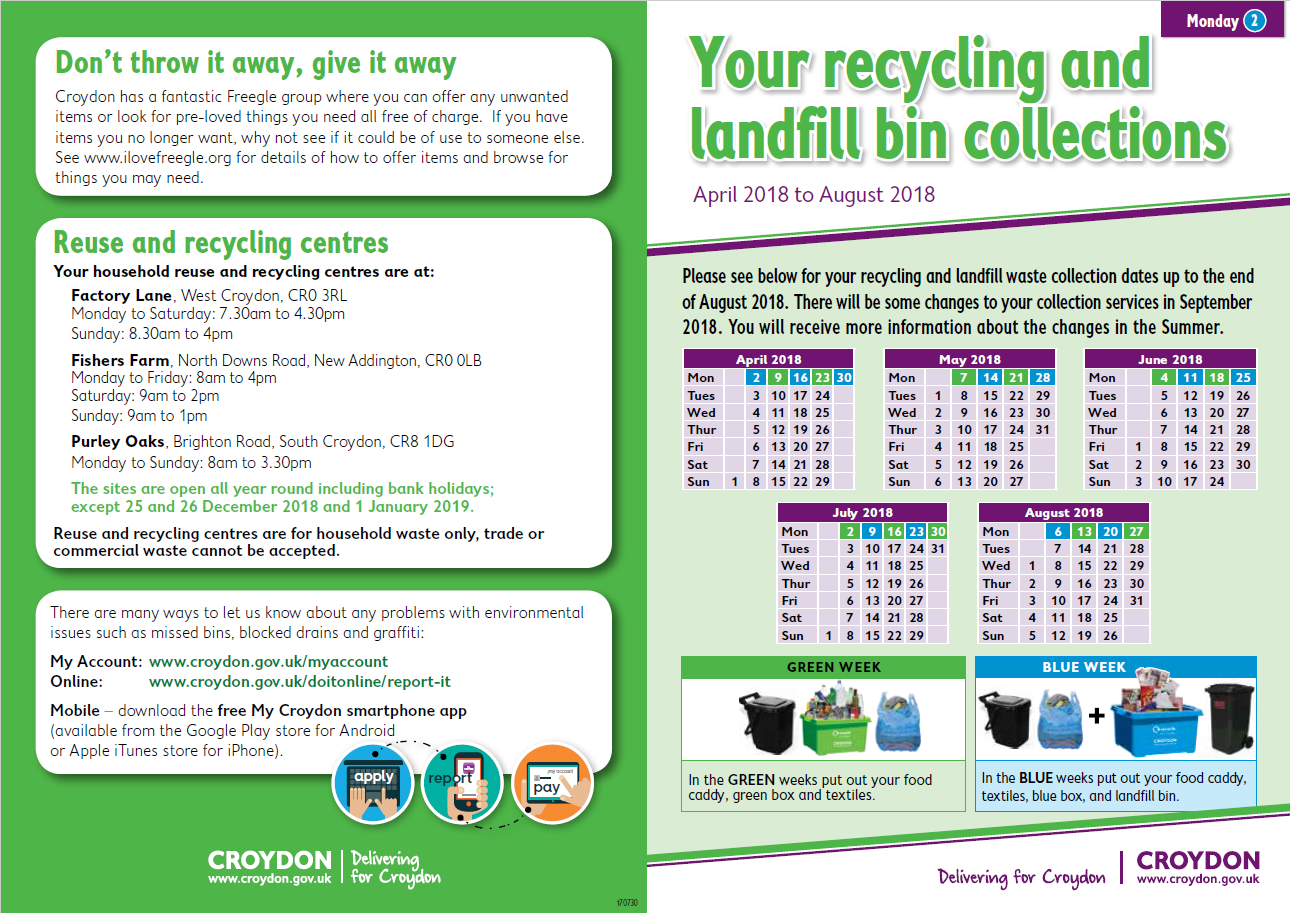 Don't throw it away, give it away
Croydon has a fantastic Freegle group where you can offer any unwanted
items or look for pre-loved things you need all free of charge. If you have
items you no longer want, why not see if it could be of use to someone else.
See www.ilovefreegle.org for details of how to offer items and browse for
things you may need.
Reuse and recycling centres
Your household reuse and recycling centres are at:
Factory Lane, West Croydon, CR0 3RL
Monday to Saturday: 7.30am to 4.30pm
Sunday: 8.30am to 4pm
Fishers Farm, North Downs Road, New Addington, CR0 0LB
Monday to Friday: 8am to 4pm
Saturday: 9am to 2pm
Sunday: 9am to 1pm
Purley Oaks, Brighton Road, South Croydon, CR8 1DG
Monday to Sunday: 8am to 3.30pm
The sites are open all year round including bank holidays;
except 25 and 26 December 2018 and 1 January 2019.
Reuse and recycling centres are for household waste only, trade or
commercial waste cannot be accepted.
There are many ways to let us know about any problems with environmental
issues such as missed bins, blocked drains and graffiti:
My Account: www.croydon.gov.uk/myaccount
Online: www.croydon.gov.uk/doitonline/report-it
Mobile – download the free My Croydon smartphone app
(available from the Google Play store for Android
or Apple iTunes store for iPhone).
apply
report
my account
pay
CROYDON
www.croydon.gov.uk
Delivering
for Croydon
170730
Monday 2
Your recycling and
landfill bin collections
April 2018 to August 2018
Please see below for your recycling and landfill waste collection dates up to the end
of August 2018. There will be some changes to your collection services in September
2018. You will receive more information about the changes in the Summer.
April 2018
Mon 2 9 16 23 30
Tues 3 10 17 24
Wed 4 11 18 25
Thur 5 12 19 26
Fri 6 13 20 27
Sat 7 14 21 28
Sun 1 8 15 22 29
May 2018
Mon 7 14 21 28
Tues 1 8 15 22 29
Wed 2 9 16 23 30
Thur 3 10 17 24 31
Fri 4 11 18 25
Sat 5 12 19 26
Sun 6 13 20 27
June 2018
Mon 4 11 18 25
Tues 5 12 19 26
Wed 6 13 20 27
Thur 7 14 21 28
Fri 1 8 15 22 29
Sat 2 9 16 23 30
Sun 3 10 17 24
July 2018
Mon 2 9 16 23 30
Tues 3 10 17 24 31
Wed 4 11 18 25
Thur 5 12 19 26
Fri 6 13 20 27
Sat 7 14 21 28
Sun 1 8 15 22 29
August 2018
Mon 6 13 20 27
Tues 7 14 21 28
Wed 1 8 15 22 29
Thur 2 9 16 23 30
Fri 3 10 17 24 31
Sat 4 11 18 25
Sun 5 12 19 26
GREEN WEEK
In the GREEN weeks put out your food
caddy, green box and textiles.
BLUE WEEK
+
In the BLUE weeks put out your food caddy,
textiles, blue box, and landfill bin.
Delivering for Croydon
CROYDON
www.croydon.gov.uk